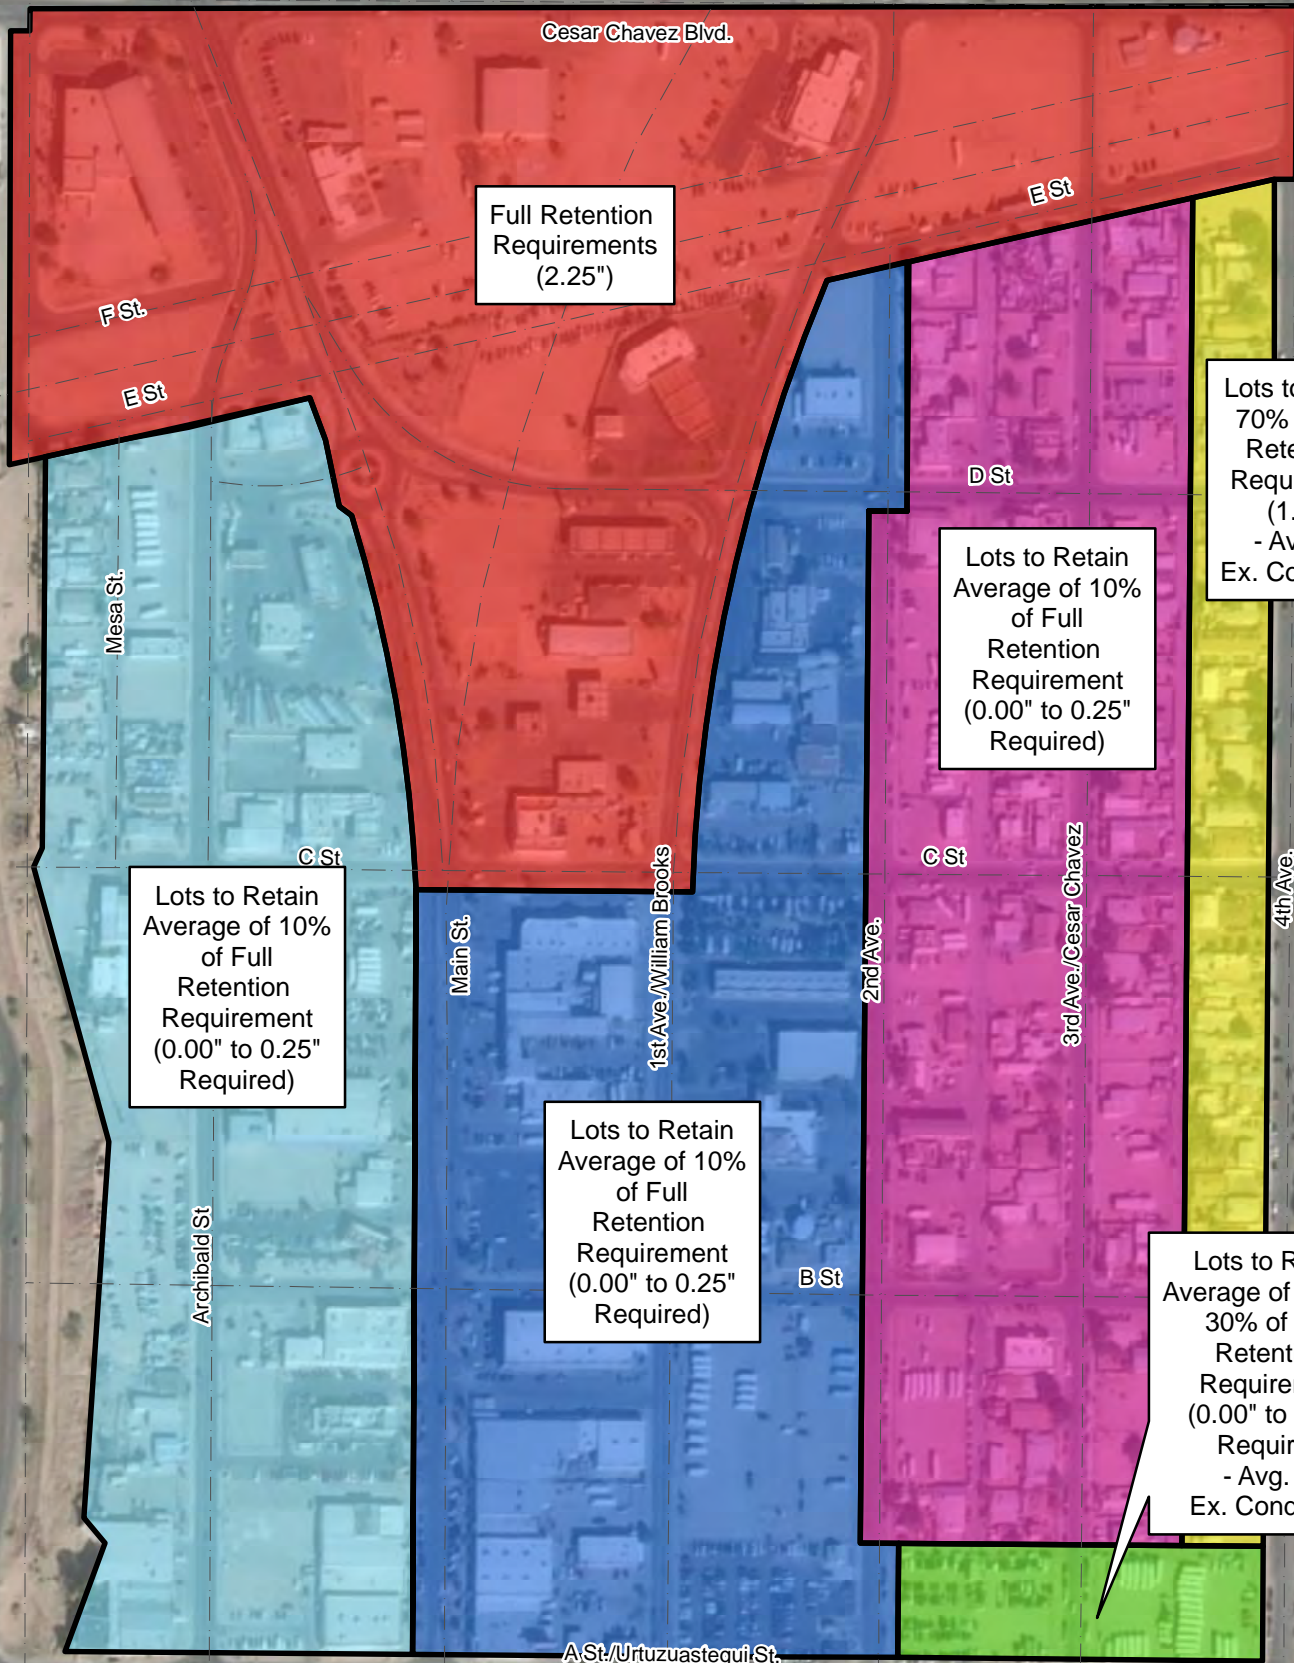 Cesar Chavez Blvd.
Full Retention
Requirements
(2.25")
E St
F St.
E St
D St
Mesa St.
Lots to Retain
Average of 10%
of Full
Retention
Requirement
(0.00" to 0.25"
Required)
Lots to
70%
- Av
Ex.
C St
C St
Lots to Retain
Average of 10%
of Full
Retention
Requirement
(0.00" to 0.25"
Required)
Main St.
1st Ave./William Brooks
2nd Ave.
3rd Ave./Cesar Chavez
4th Ave.
Lots to Retain
Average of 10%
of Full
Retention
Requirement
(0.00" to 0.25"
Required)
Archibald St
B St
Lots to R
Average of
30% of
Retent
Require
(0.00" to
Requir
- Avg.
Ex. Cond
A St./Urtuzuastegui St.